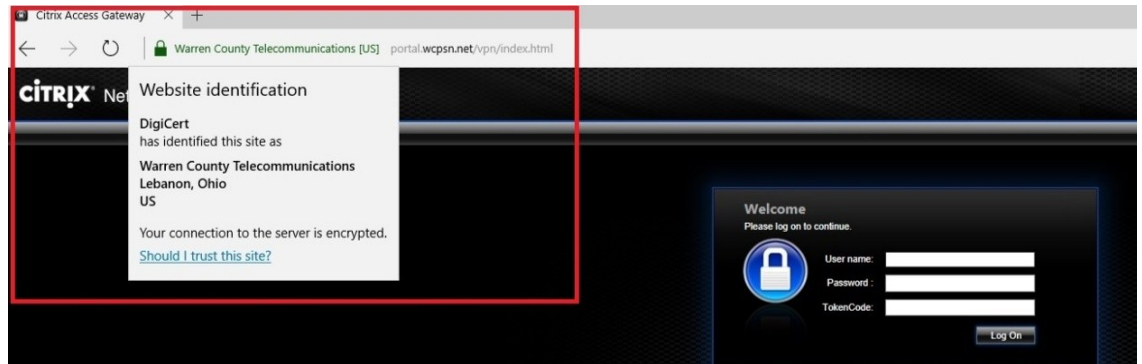 Citrix Access Gateway
Warren County Telecommunications [US] portal.wcpsn.net/vpn/index.html
CİTRIX Net
Website identification
DigiCert
has identified this site as
Warren County Telecommunications
Lebanon, Ohio
US
Your connection to the server is encrypted.
Should I trust this site?
Welcome
Please log on to continue.
User name:
Password :
TokenCode:
Log On